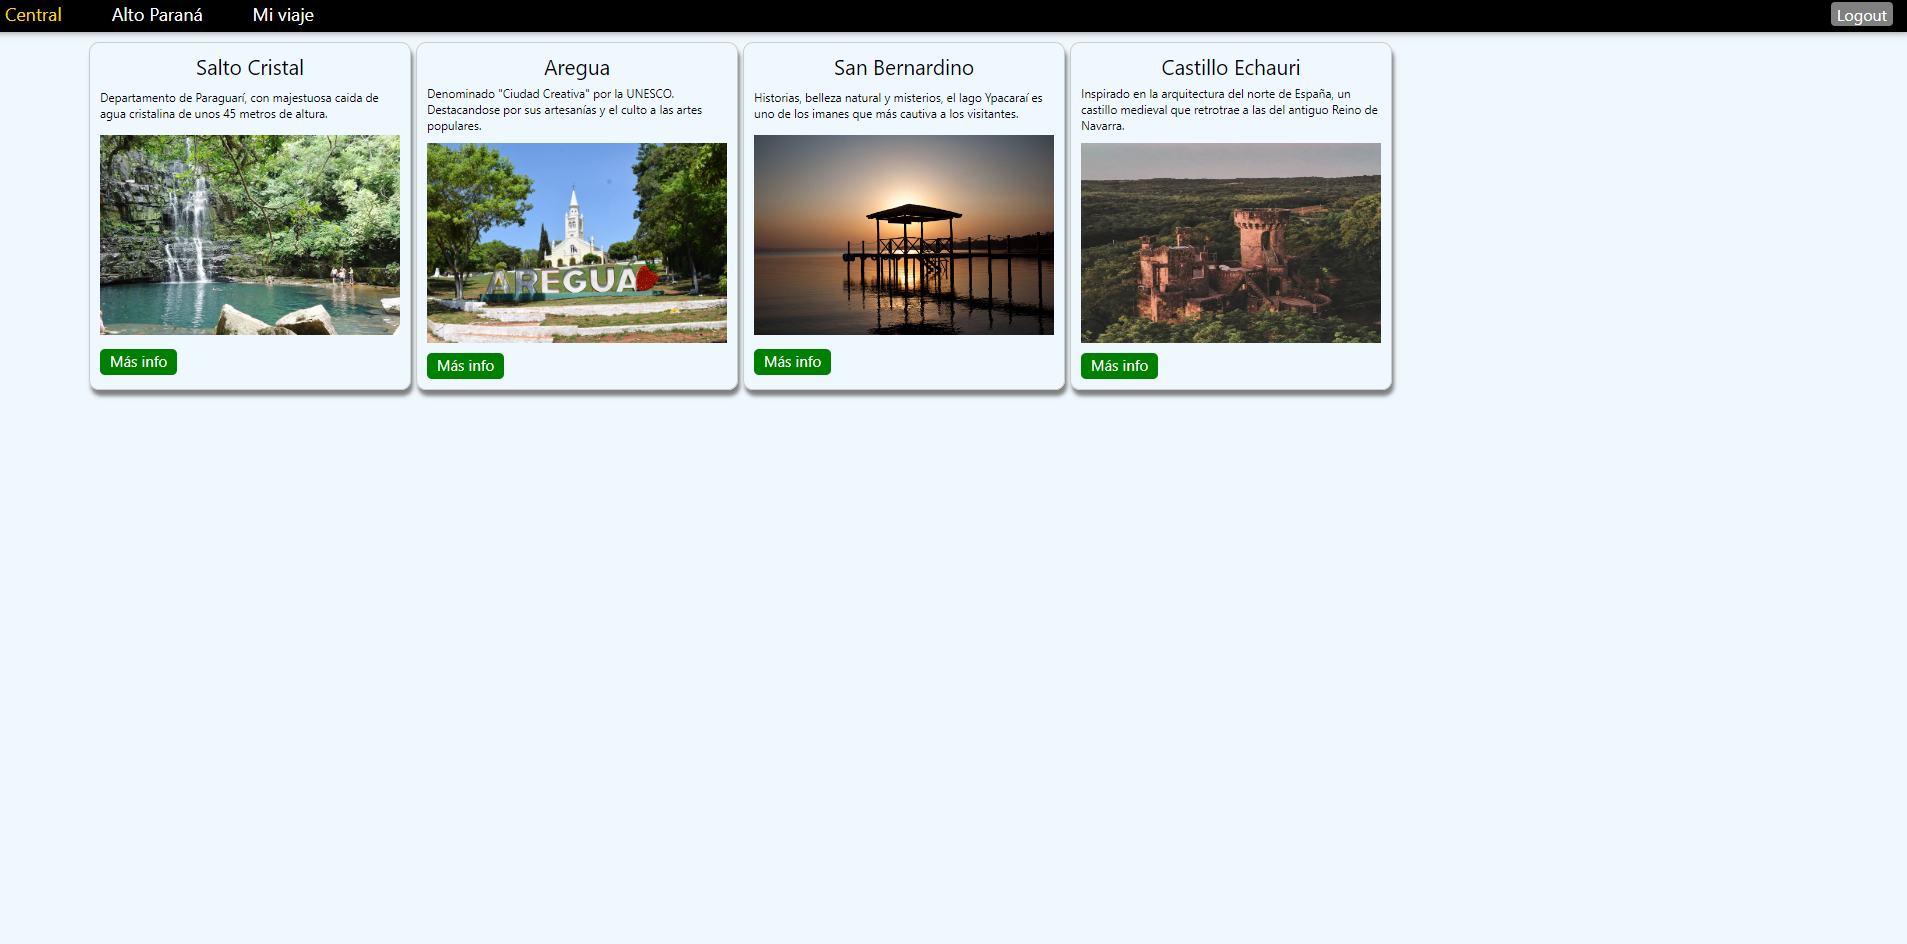 Central
Alto Paraná
Mi viaje
Logout
Salto Cristal
Departamento de Paraguarí, con majestuosa caida de
agua cristalina de unos 45 metros de altura.
Más info
Aregua
Denominado "Ciudad Creativa" por la UNESCO.
Destacandose por sus artesanías y el culto a las artes
populares.
AREGUA
Más info
San Bernardino
Historias, belleza natural y misterios, el lago Ypacaraí es
uno de los imanes que más cautiva a los visitantes.
Más info
Castillo Echauri
Inspirado en la arquitectura del norte de España, un
castillo medieval que retrotrae a las del antiguo Reino de
Navarra.
Más info